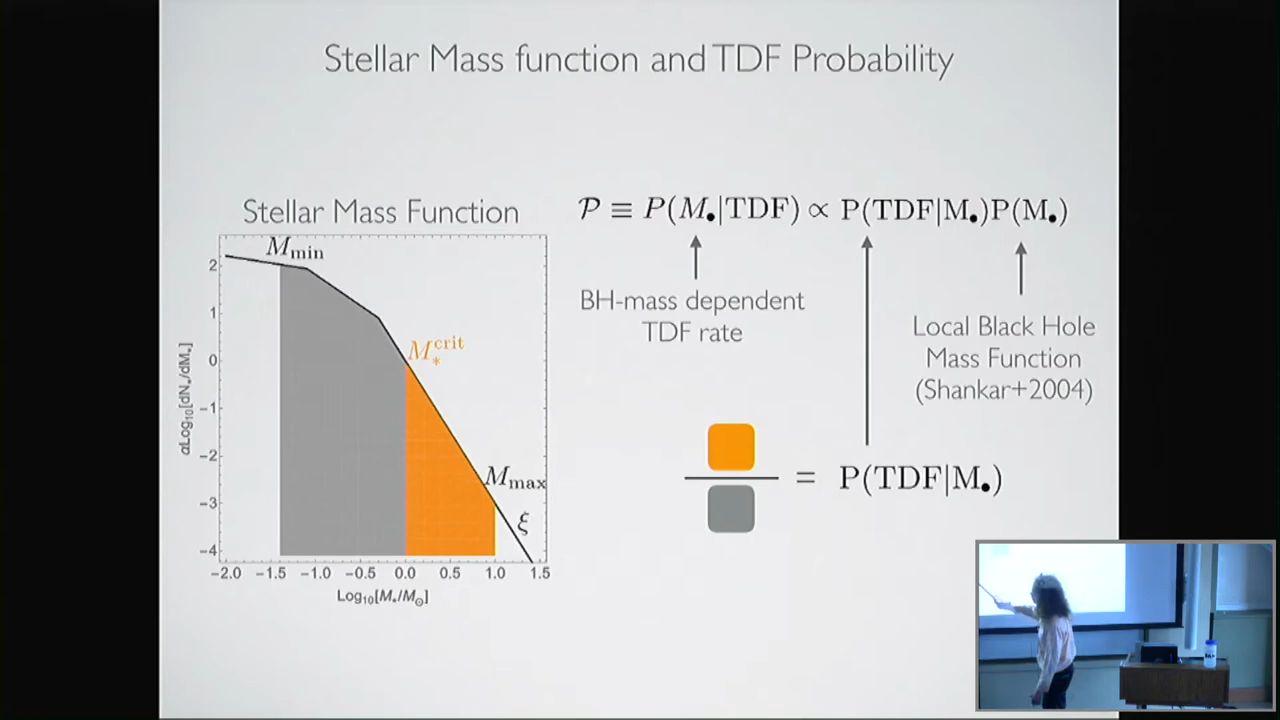 Stellar Mass function and TDF Probability
Stellar Mass Function
M_min
M_*^crit
M_max
ξ
2
1
0
−1
−2
−3
−4
αLog₁₀[dN⋆/dM⋆]
−2.0 −1.5 −1.0 −0.5 0.0 0.5 1.0 1.5
Log₁₀[M⋆/M⊙]
𝒫 ≡ P(M•|TDF) ∝ P(TDF|M•)P(M•)
BH-mass dependent
TDF rate
Local Black Hole
Mass Function
(Shankar+2004)
= P(TDF|M•)